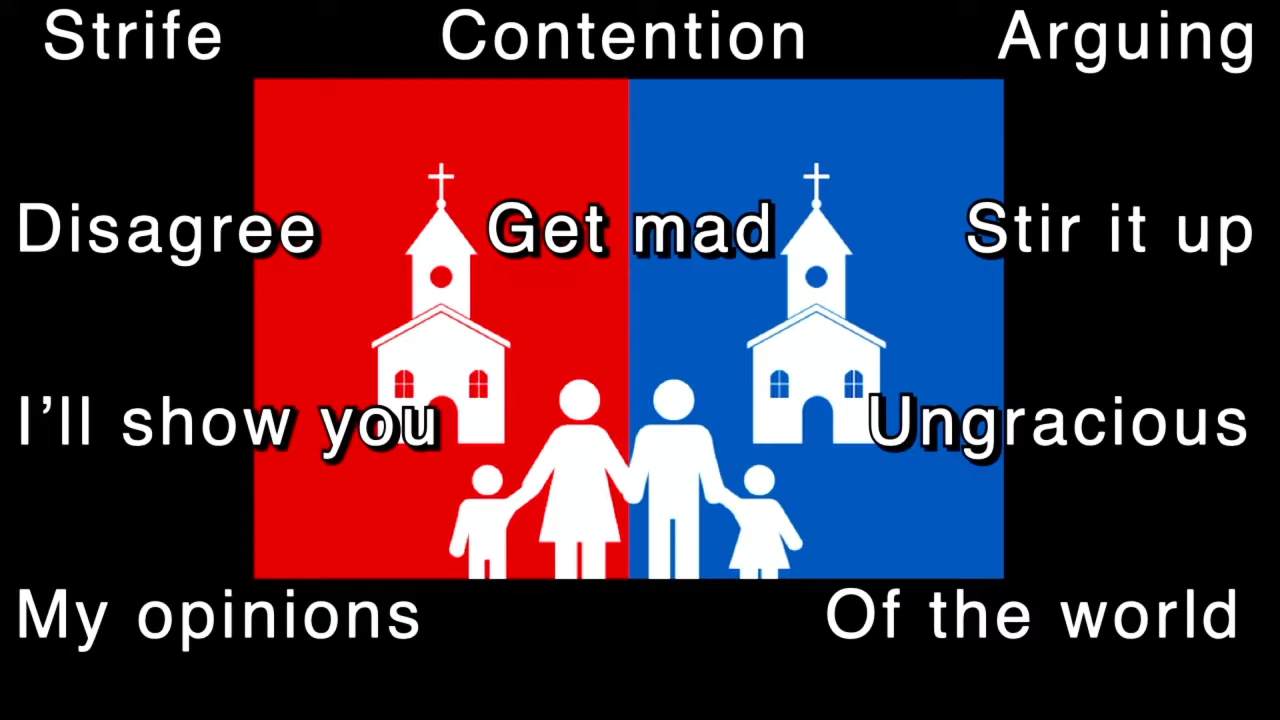 Strife Contention Arguing
Disagree Get mad Stir it up
I’ll show you Ungracious
My opinions Of the world